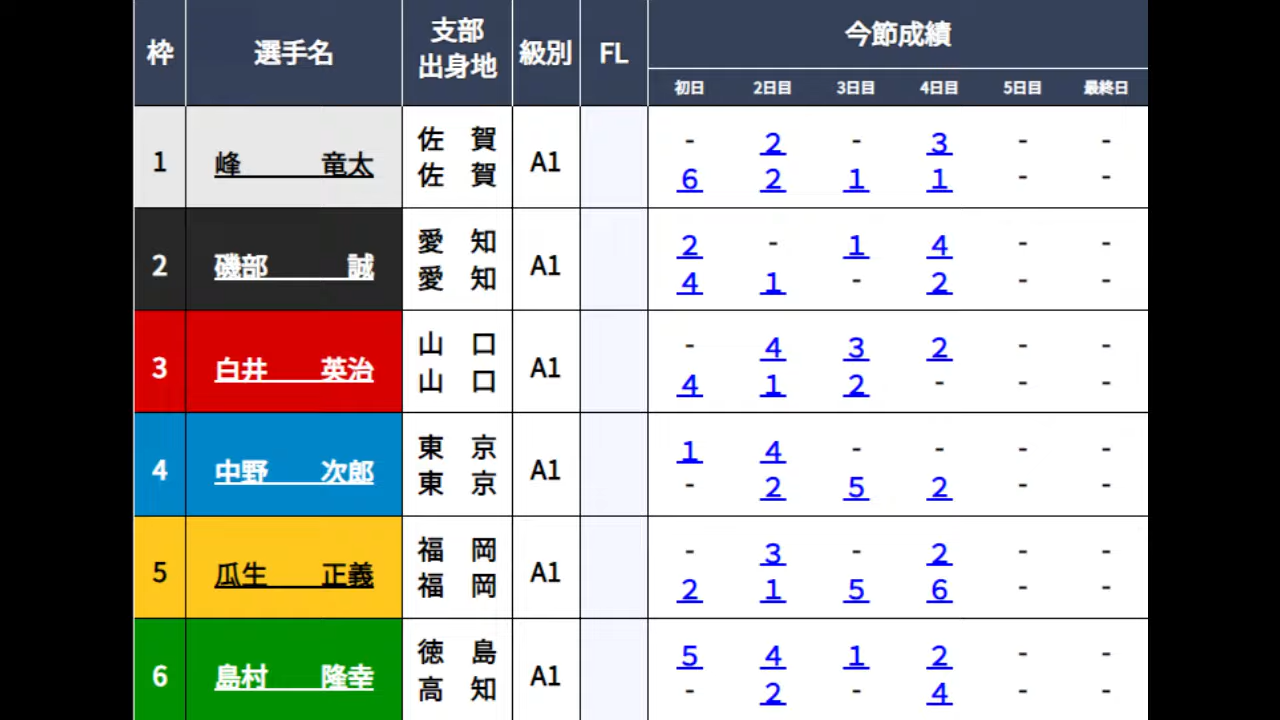 枠 選手名 支部 出身地 級別 FL 今節成績
初日 2日目 3日目 4日目 5日目 最終日
1 峰 竜太 佐 賀 A1 - 2 - 3 - -
佐 賀 6 2 1 1 - -
2 磯部 誠 愛 知 A1 2 - 1 4 - -
愛 知 4 1 - 2 - -
3 白井 英治 山 口 A1 - 4 3 2 - -
山 口 4 1 2 - - -
4 中野 次郎 東 京 A1 1 4 - - - -
東 京 - 2 5 2 - -
5 瓜生 正義 福 岡 A1 - 3 - 2 - -
福 岡 2 1 5 6 - -
6 島村 隆幸 徳 島 A1 5 4 1 2 - -
高 知 - 2 - 4 - -